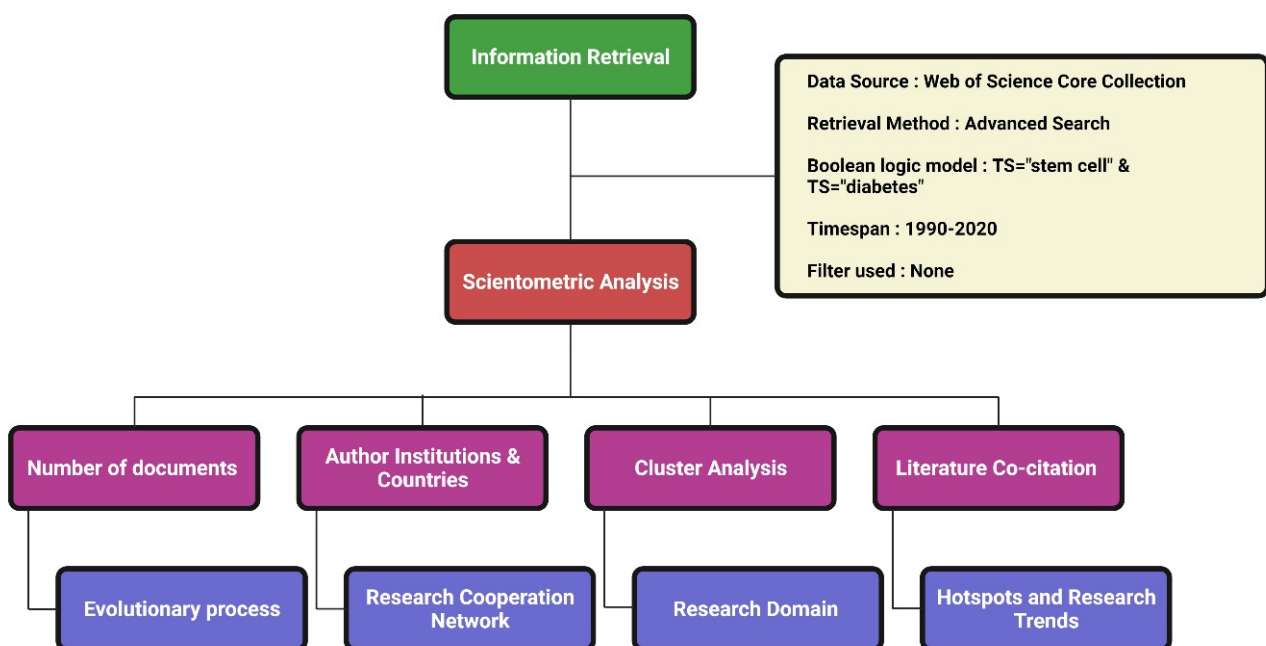 Information Retrieval
Data Source : Web of Science Core Collection
Retrieval Method : Advanced Search
Boolean logic model : TS="stem cell" &
TS="diabetes"
Timespan : 1990-2020
Filter used : None
Scientometric Analysis
Number of documents
Author Institutions &
Countries
Cluster Analysis
Literature Co-citation
Evolutionary process
Research Cooperation
Network
Research Domain
Hotspots and Research
Trends